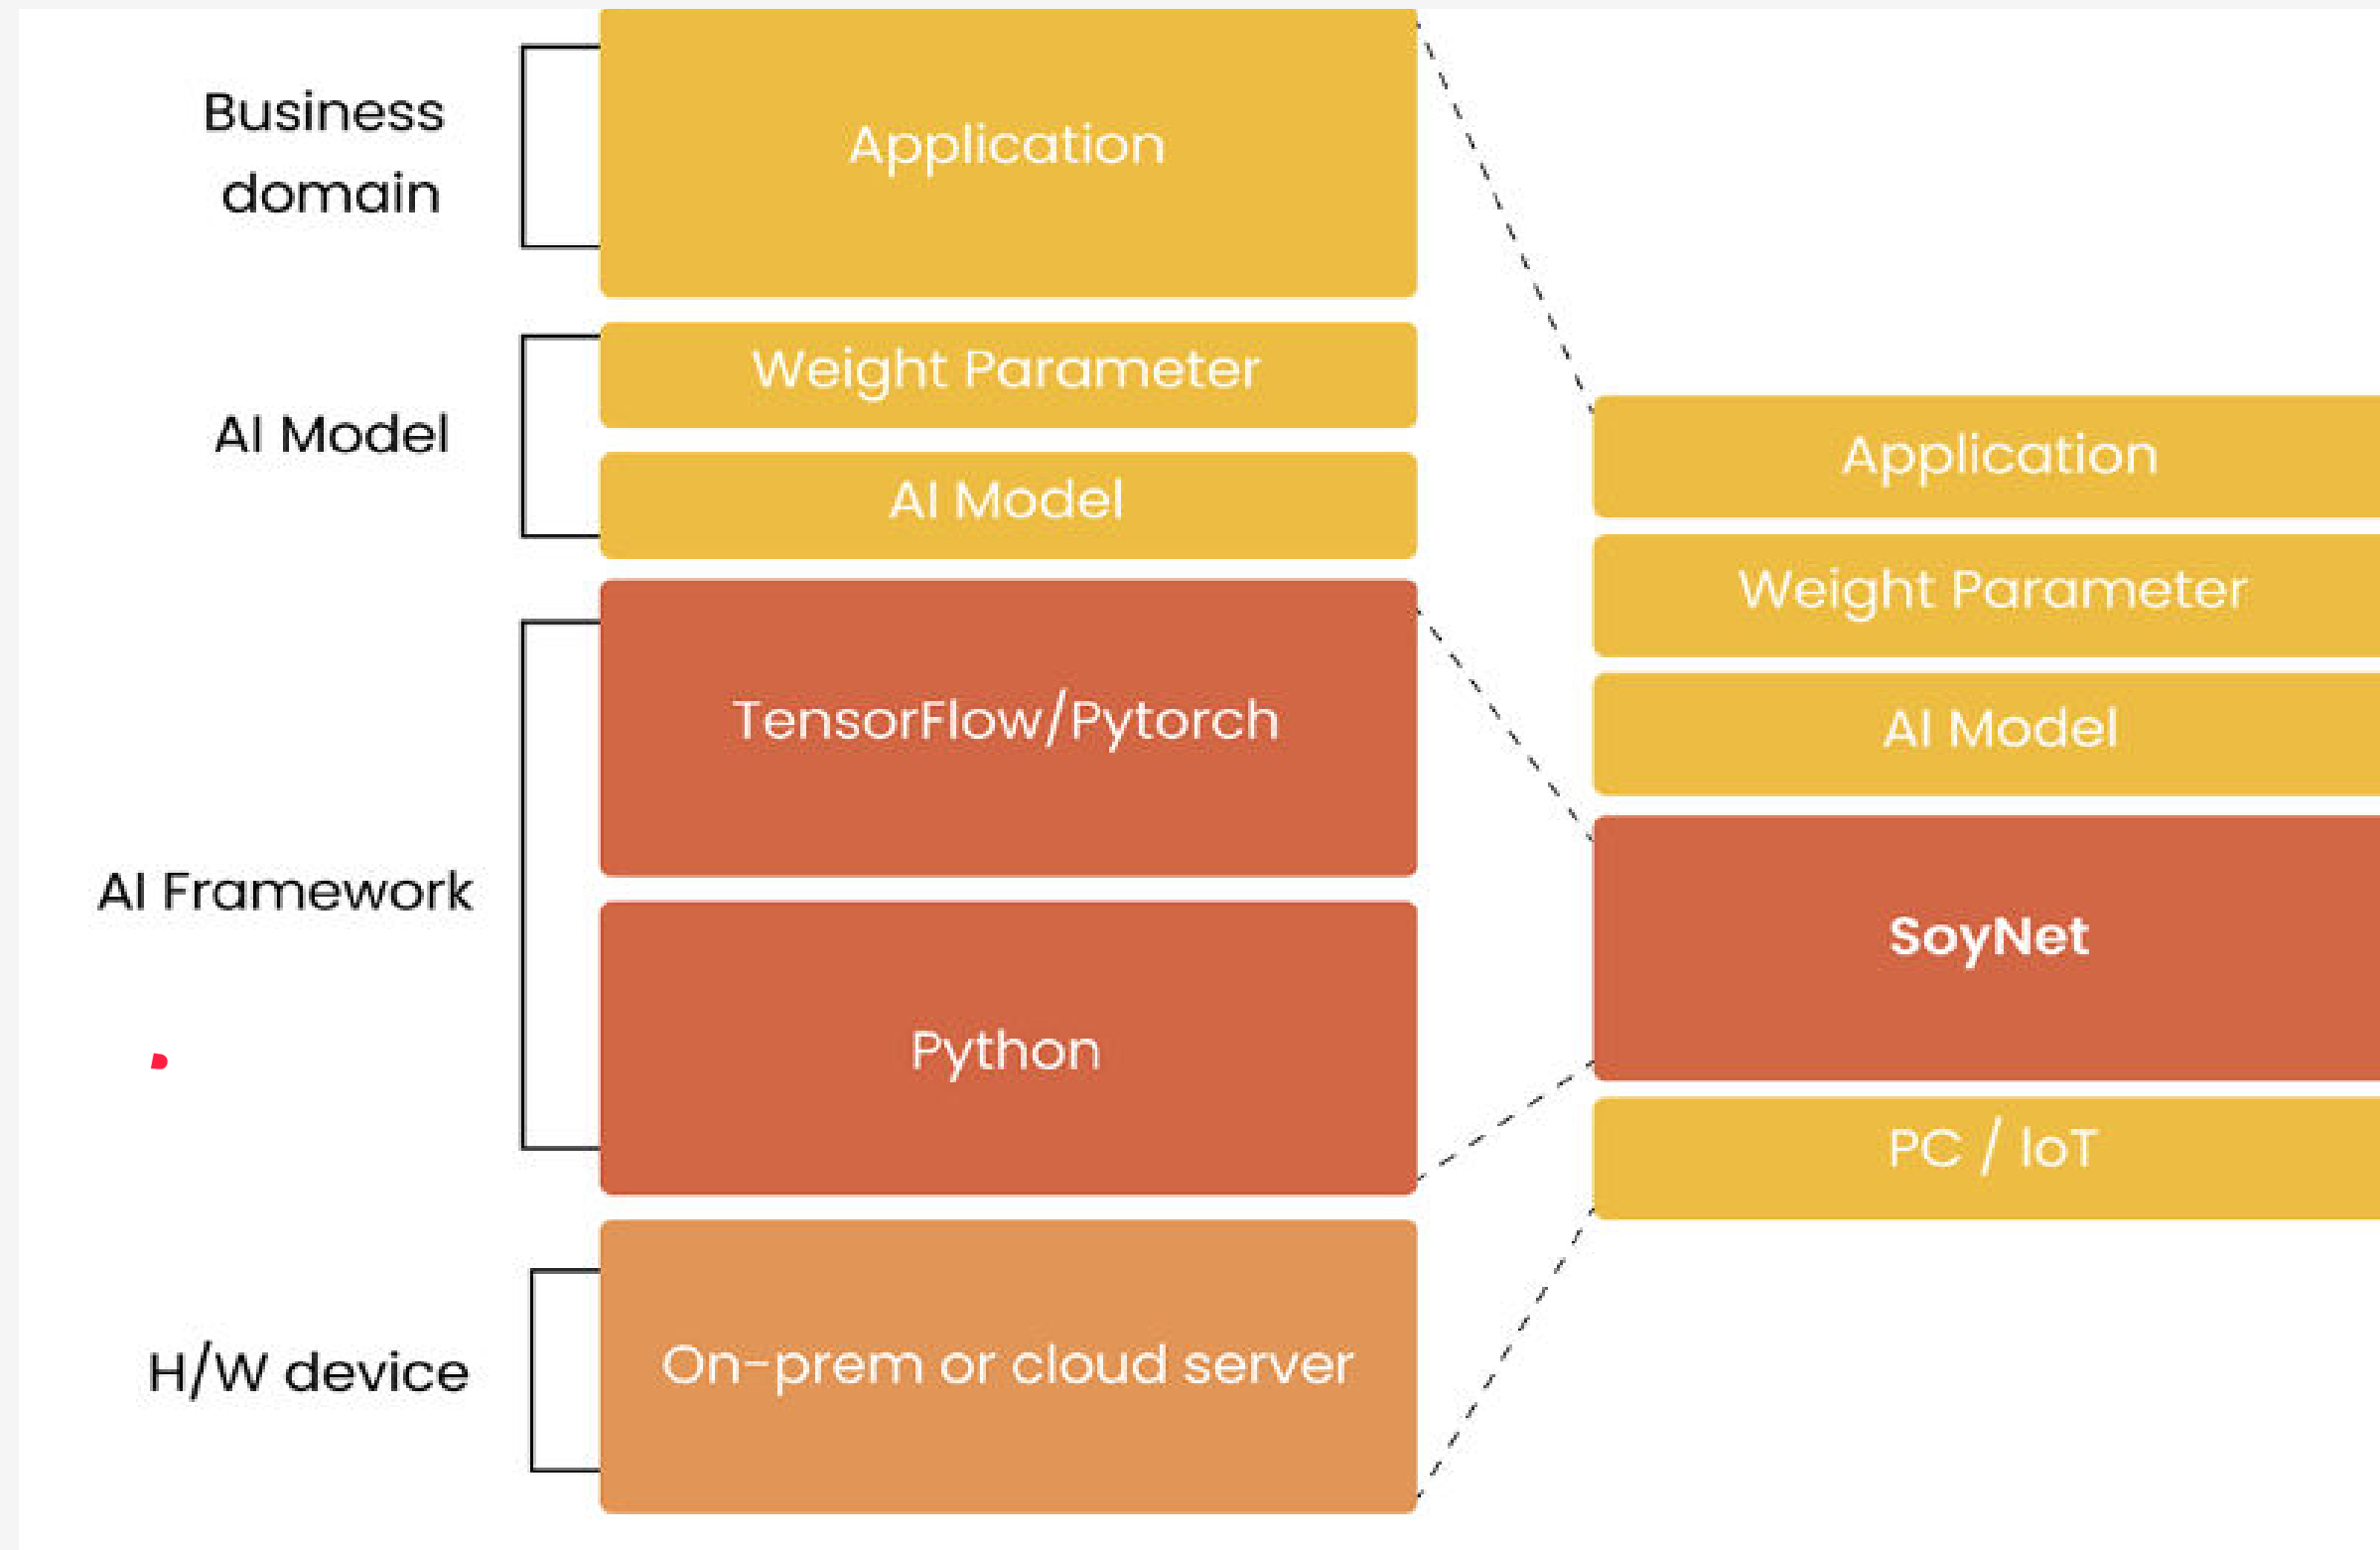 Business
domain
Application
Weight Parameter
AI Model
AI Model
TensorFlow/Pytorch
AI Framework
Python
H/W device
On-prem or cloud server
Application
Weight Parameter
AI Model
SoyNet
PC / IoT